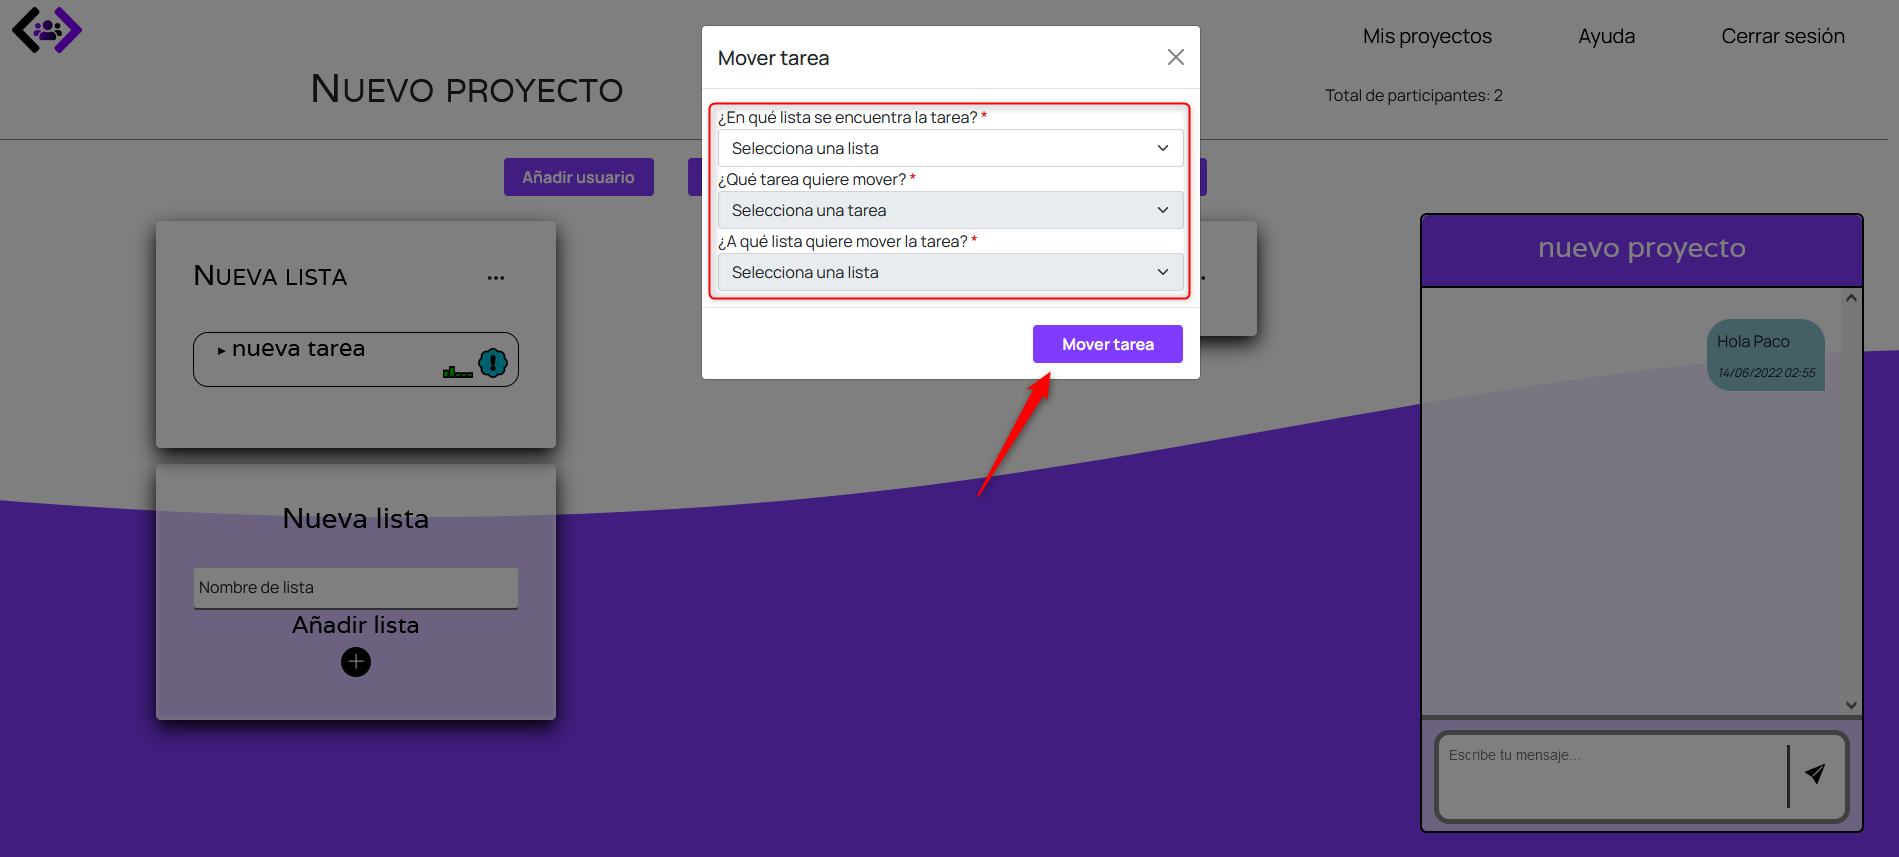 Mis proyectos
Ayuda
Cerrar sesión
NUEVO PROYECTO
Total de participantes: 2
Mover tarea
¿En qué lista se encuentra la tarea? *
Selecciona una lista
¿Qué tarea quiere mover? *
Selecciona una tarea
¿A qué lista quiere mover la tarea? *
Selecciona una lista
Mover tarea
Añadir usuario
NUEVA LISTA
nueva tarea
Nueva lista
Nombre de lista
Añadir lista
nuevo proyecto
Hola Paco
14/06/2022 02:55
Escribe tu mensaje...